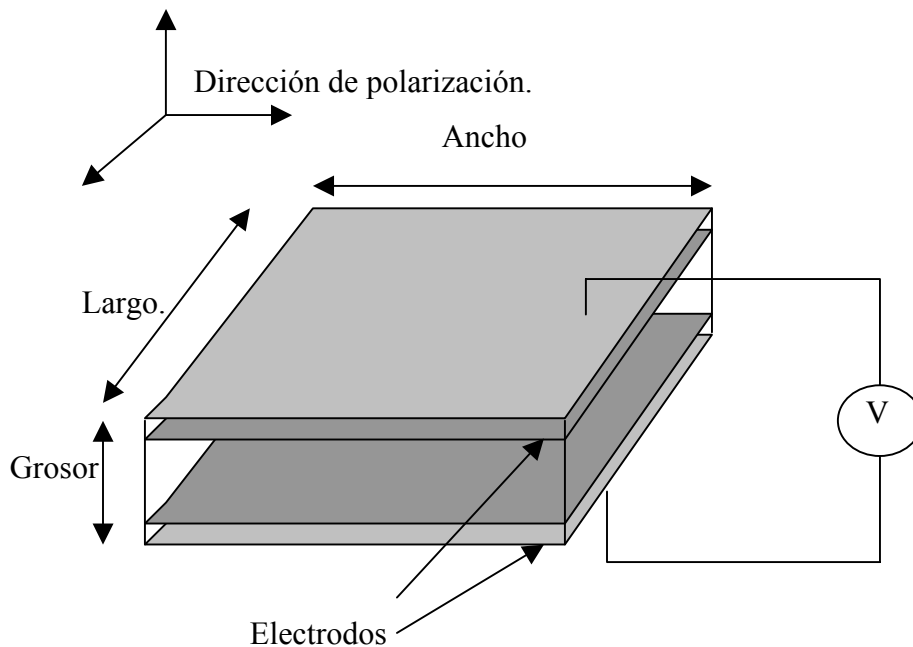 Dirección de polarización.
Ancho
Largo.
V
Grosor
Electrodos